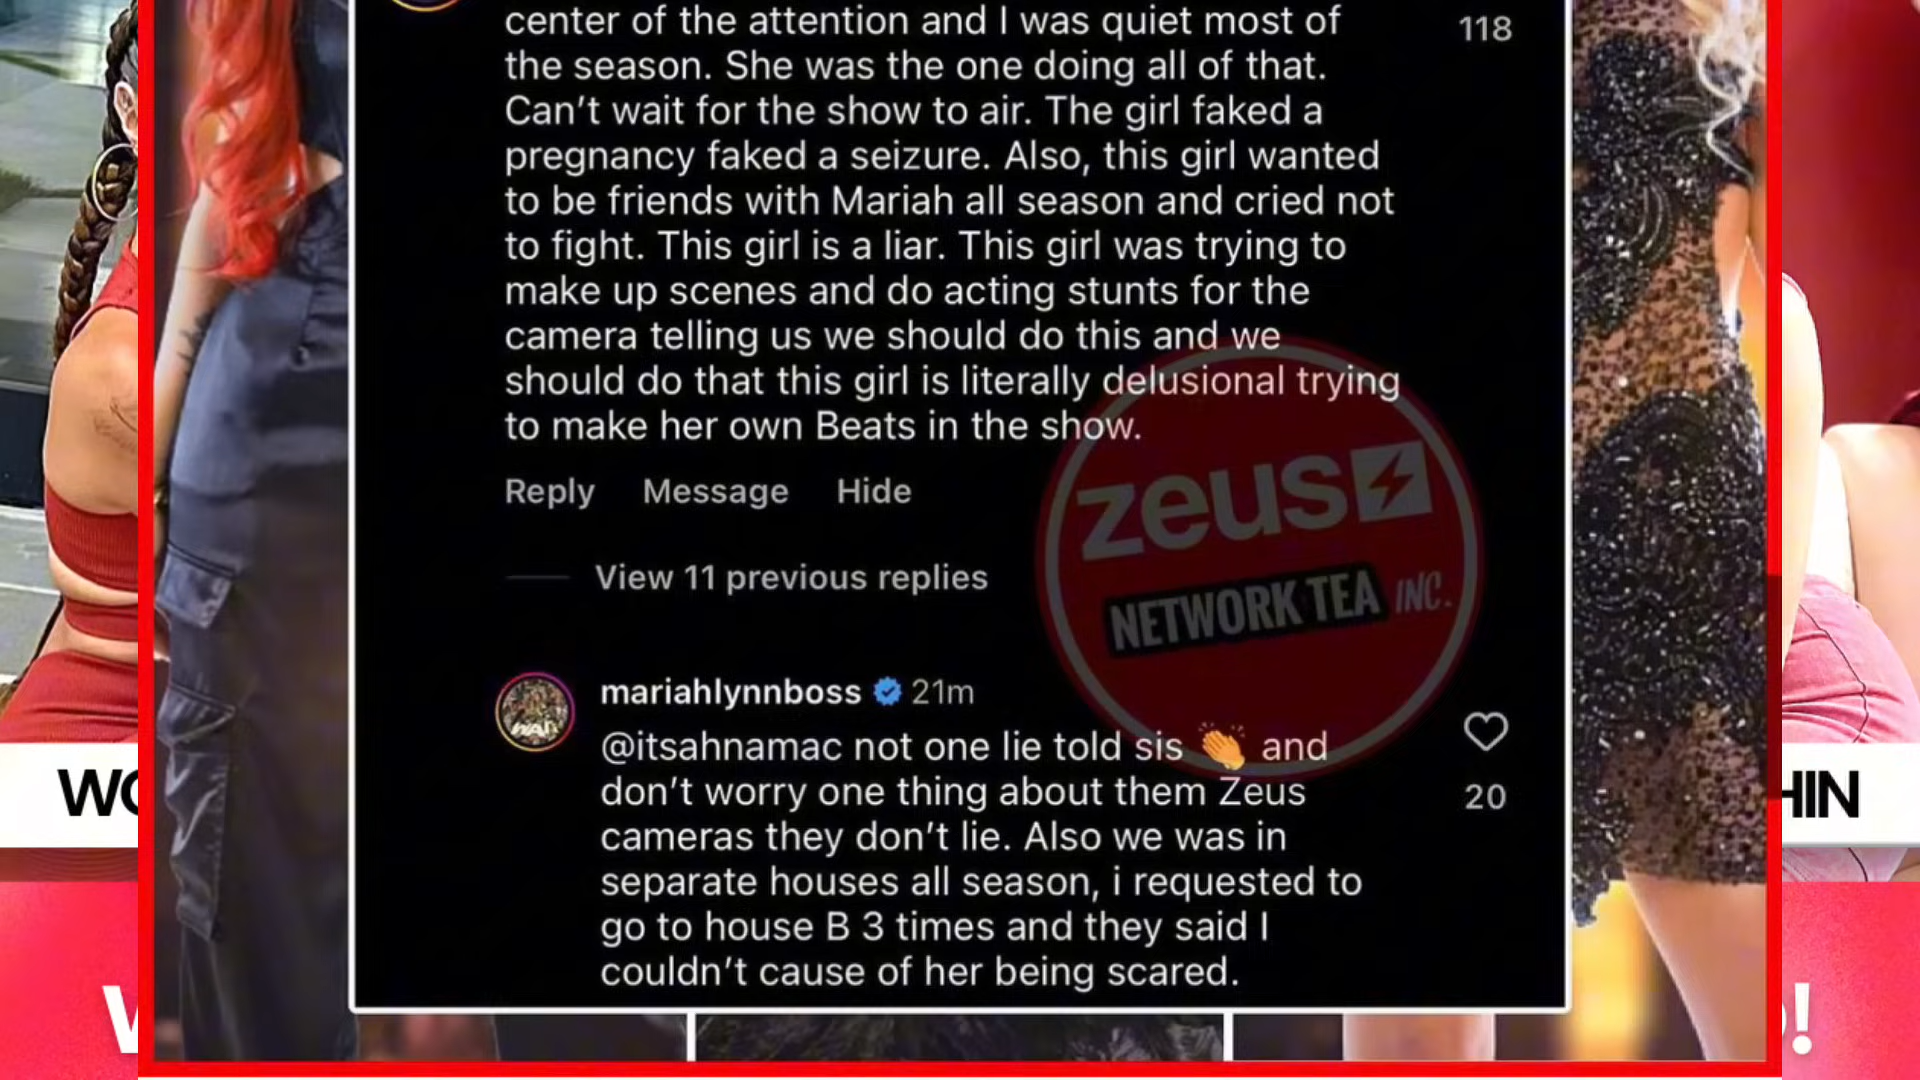 center of the attention and I was quiet most of
118
the season. She was the one doing all of that.
Can't wait for the show to air. The girl faked a
pregnancy faked a seizure. Also, this girl wanted
to be friends with Mariah all season and cried not
to fight. This girl is a liar. This girl was trying to
make up scenes and do acting stunts for the
camera telling us we should do this and we
should do that this girl is literally delusional trying
to make her own Beats in the show.
Reply Message Hide
View 11 previous replies
zeus
NETWORK TEA INC.
mariahlynnboss 21m
@itsahnamac not one lie told sis 👏 and
don't worry one thing about them Zeus
20
cameras they don't lie. Also we was in
separate houses all season, i requested to
go to house B 3 times and they said I
couldn't cause of her being scared.